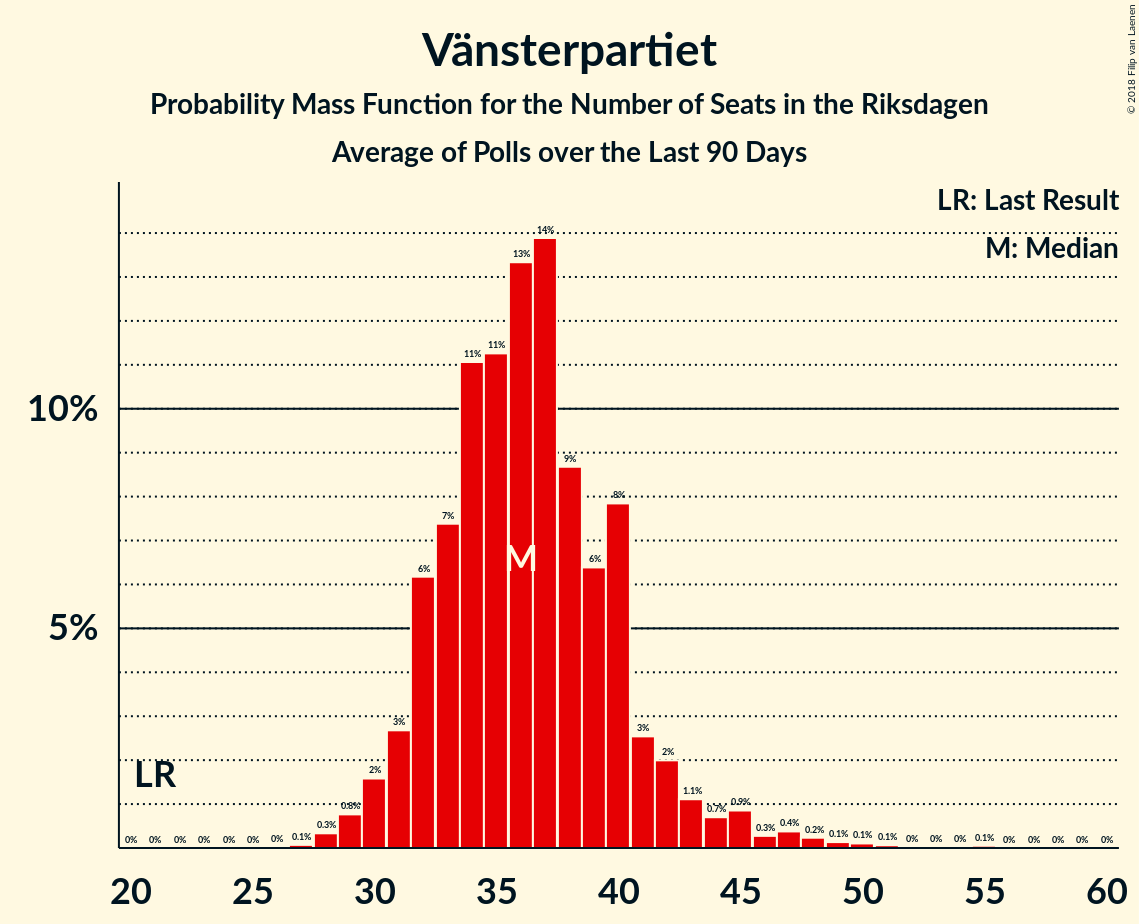 © 2018 Filip van Laenen
Vänsterpartiet
Probability Mass Function for the Number of Seats in the Riksdagen
Average of Polls over the Last 90 Days
LR: Last Result
M: Median
10%
5%
LR
M
0% 0% 0% 0% 0% 0% 0% 0.1% 0.3% 0.8% 2% 3% 6% 7% 11% 11% 13% 14% 9% 6% 8% 3% 2% 1.1% 0.7% 0.9% 0.3% 0.4% 0.2% 0.1% 0.1% 0.1% 0% 0% 0% 0.1% 0% 0% 0% 0% 0%
20 25 30 35 40 45 50 55 60